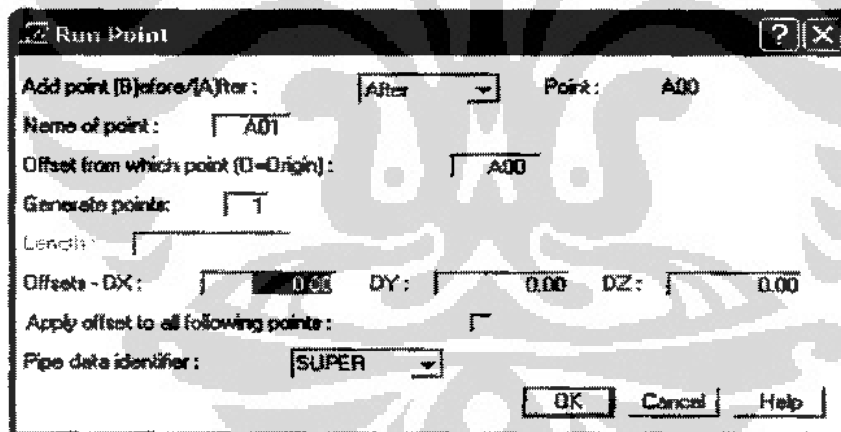 Run Point
Add point [B]efore/[A]fter : After Point : A00
Name of point : A01
Offset from which point (O=Origin) : A00
Generate points: 1
Length :
Offsets - DX : 0.00 DY : 0.00 DZ : 0.00
Apply offset to all following points :
Pipe data identifier : SUPER
OK Cancel Help